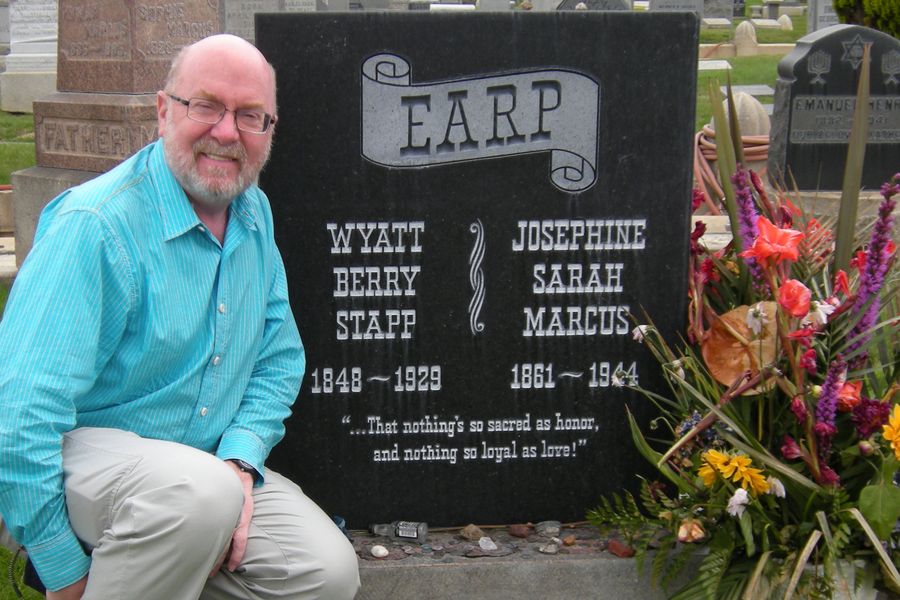 EARP
WYATT
BERRY
STAPP
1848 ~ 1929
JOSEPHINE
SARAH
MARCUS
1861 ~ 1944
"...That nothing's so sacred as honor,
and nothing so loyal as love!"
FATHER
EMANUEL